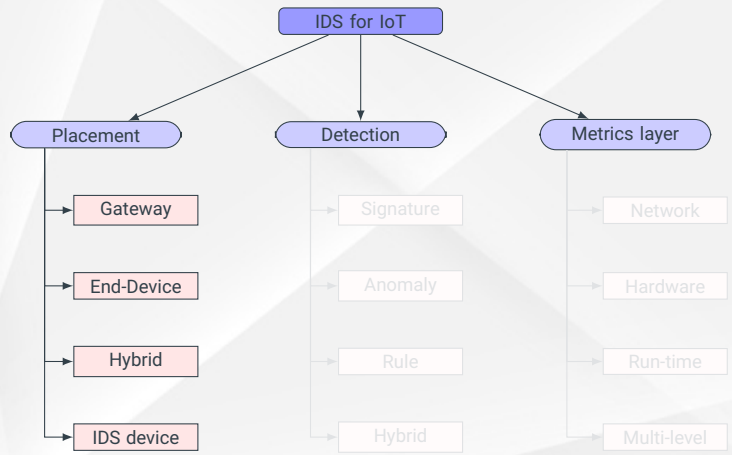 IDS for IoT
Placement
Detection
Metrics layer
Gateway
End-Device
Hybrid
IDS device
Signature
Anomaly
Rule
Hybrid
Network
Hardware
Run-time
Multi-level